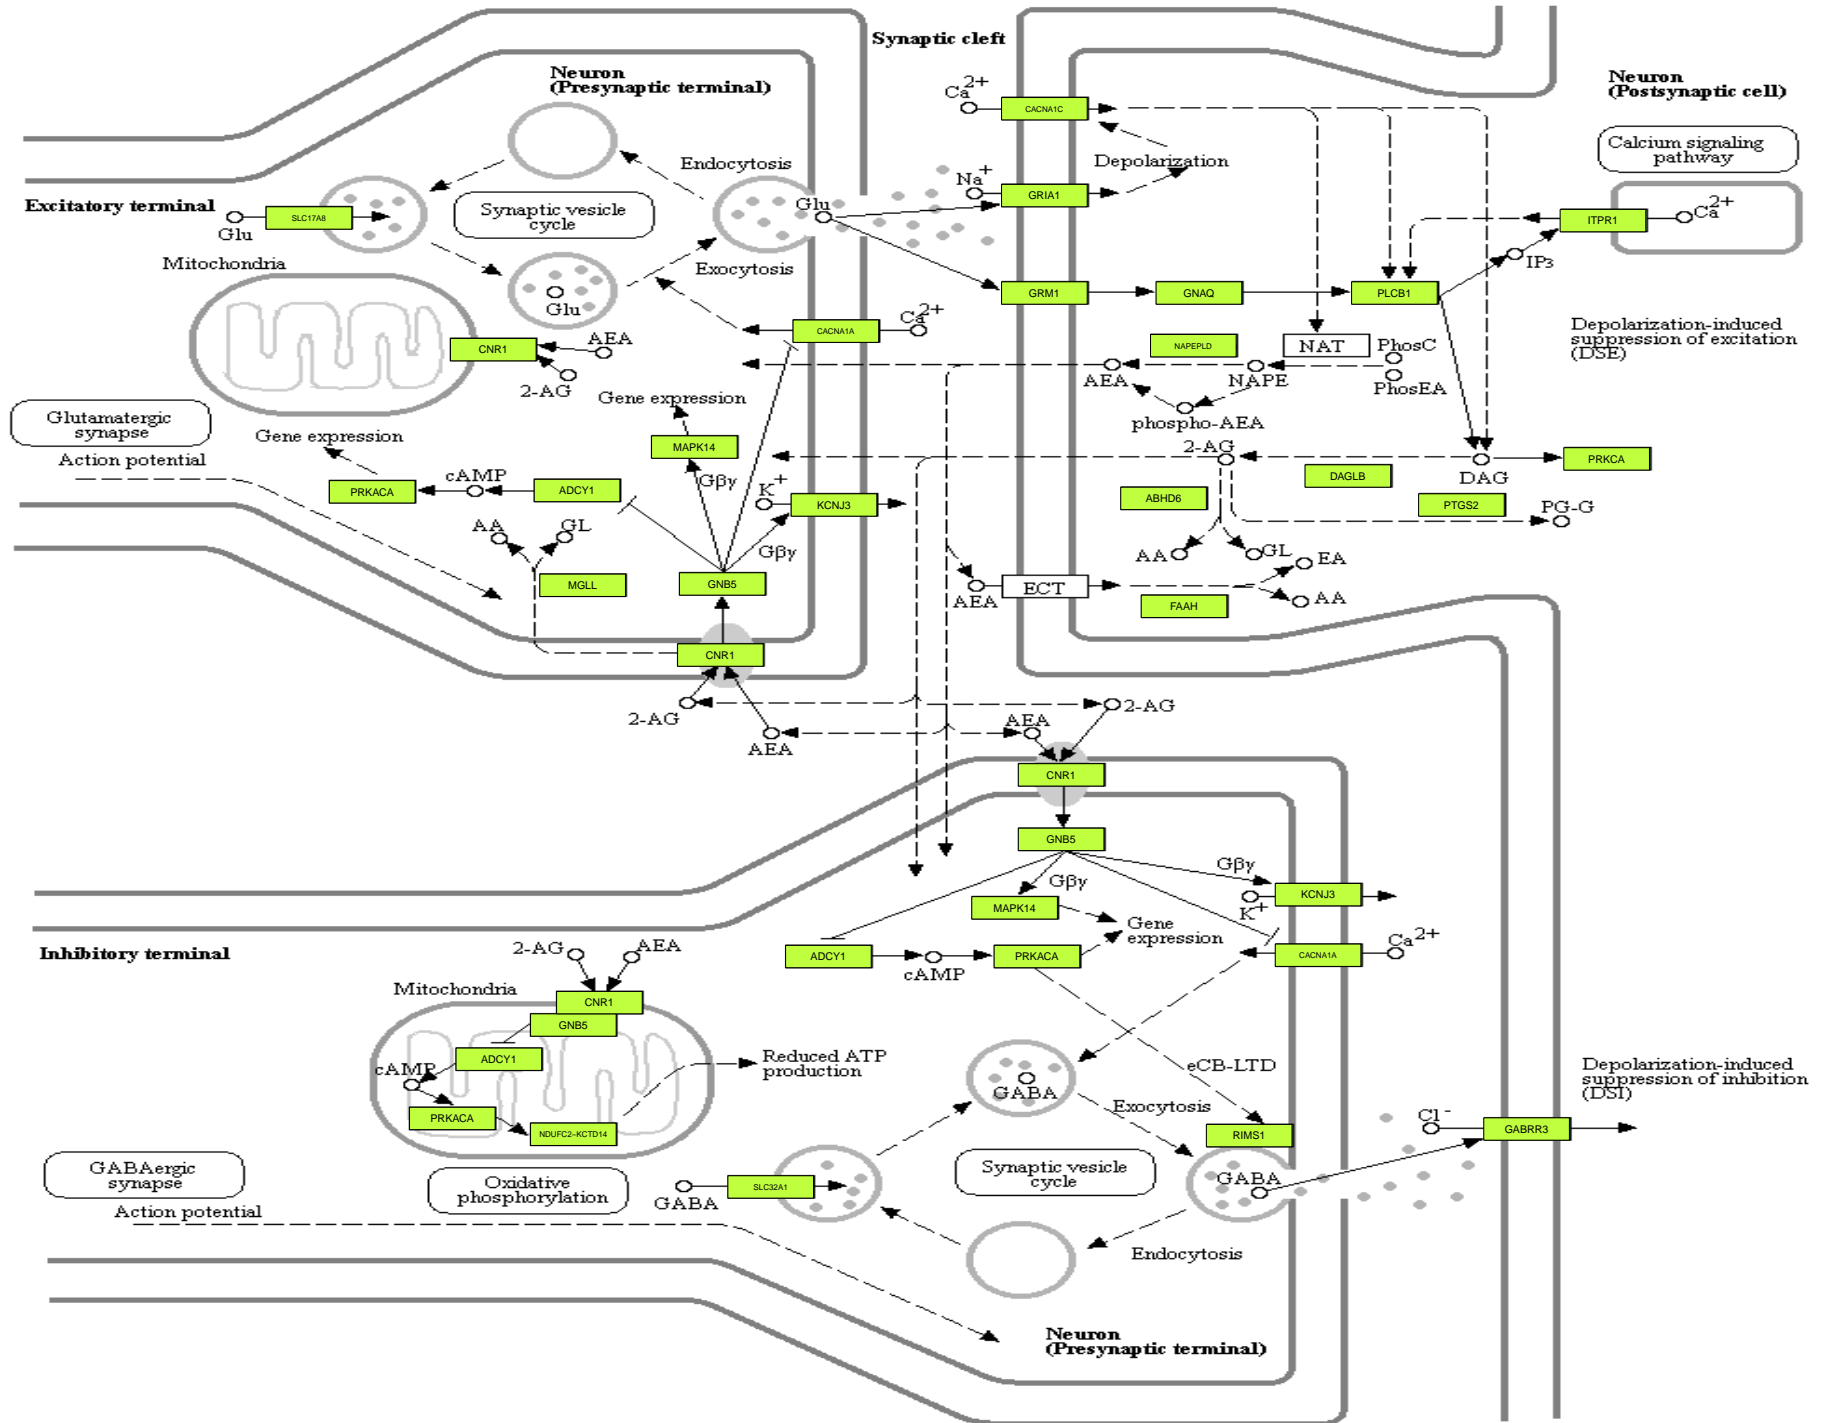 Synaptic cleft
Neuron
(Presynaptic terminal)
Neuron
(Postsynaptic cell)
Ca2+
CACNA1C
Calcium signaling
pathway
Endocytosis
Depolarization
Na+
GRIA1
Excitatory terminal
SLC17A8
Glu
Synaptic vesicle
cycle
Glu
ITPR1
Ca2+
Mitochondria
Exocytosis
IP3
Glu
GRM1
GNAQ
PLCB1
CACNA1A
Ca2+
Depolarization-induced
suppression of excitation
(DSE)
CNR1
AEA
2-AG
NAPEPLD
NAT
PhosC
PhosEA
AEA
NAPE
phospho-AEA
Gene expression
Glutamatergic
synapse
Gene expression
MAPK14
Action potential
2-AG
DAG
PRKCA
DAGLB
PRKACA
cAMP
ADCY1
Gβγ
K+
KCNJ3
ABHD6
PTGS2
PG-G
AA
GL
Gβγ
AA
GL
EA
MGLL
GNB5
AEA
ECT
FAAH
AA
CNR1
2-AG
AEA
AEA
2-AG
CNR1
GNB5
Gβγ
Gβγ
MAPK14
KCNJ3
K+
Gene
expression
Inhibitory terminal
2-AG
AEA
ADCY1
cAMP
PRKACA
CACNA1A
Ca2+
Mitochondria
CNR1
GNB5
ADCY1
cAMP
Reduced ATP
production
PRKACA
NDUFC2-KCTD14
GABA
eCB-LTD
Exocytosis
RIMS1
Depolarization-induced
suppression of inhibition
(DSI)
Cl-
GABRR3
GABAergic
synapse
Oxidative
phosphorylation
GABA
SLC32A1
Synaptic vesicle
cycle
GABA
Action potential
Endocytosis
Neuron
(Presynaptic terminal)